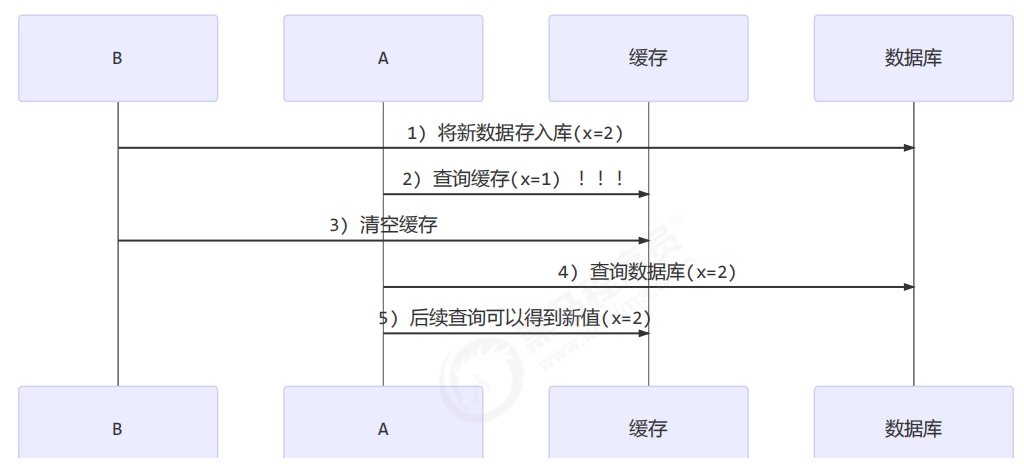 B
A
缓存
数据库
1) 将新数据存入库(x=2)
2) 查询缓存(x=1) ！！！
3) 清空缓存
4) 查询数据库(x=2)
5) 后续查询可以得到新值(x=2)
B
A
缓存
数据库